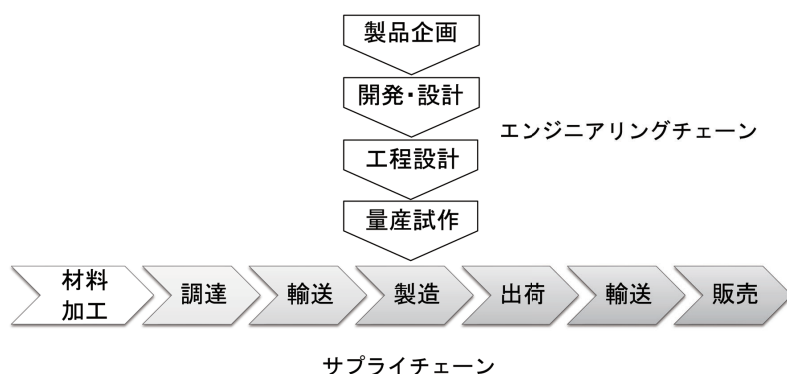 製品企画
開発・設計
エンジニアリングチェーン
工程設計
量産試作
材料
加工
調達
輸送
製造
出荷
輸送
販売
サプライチェーン